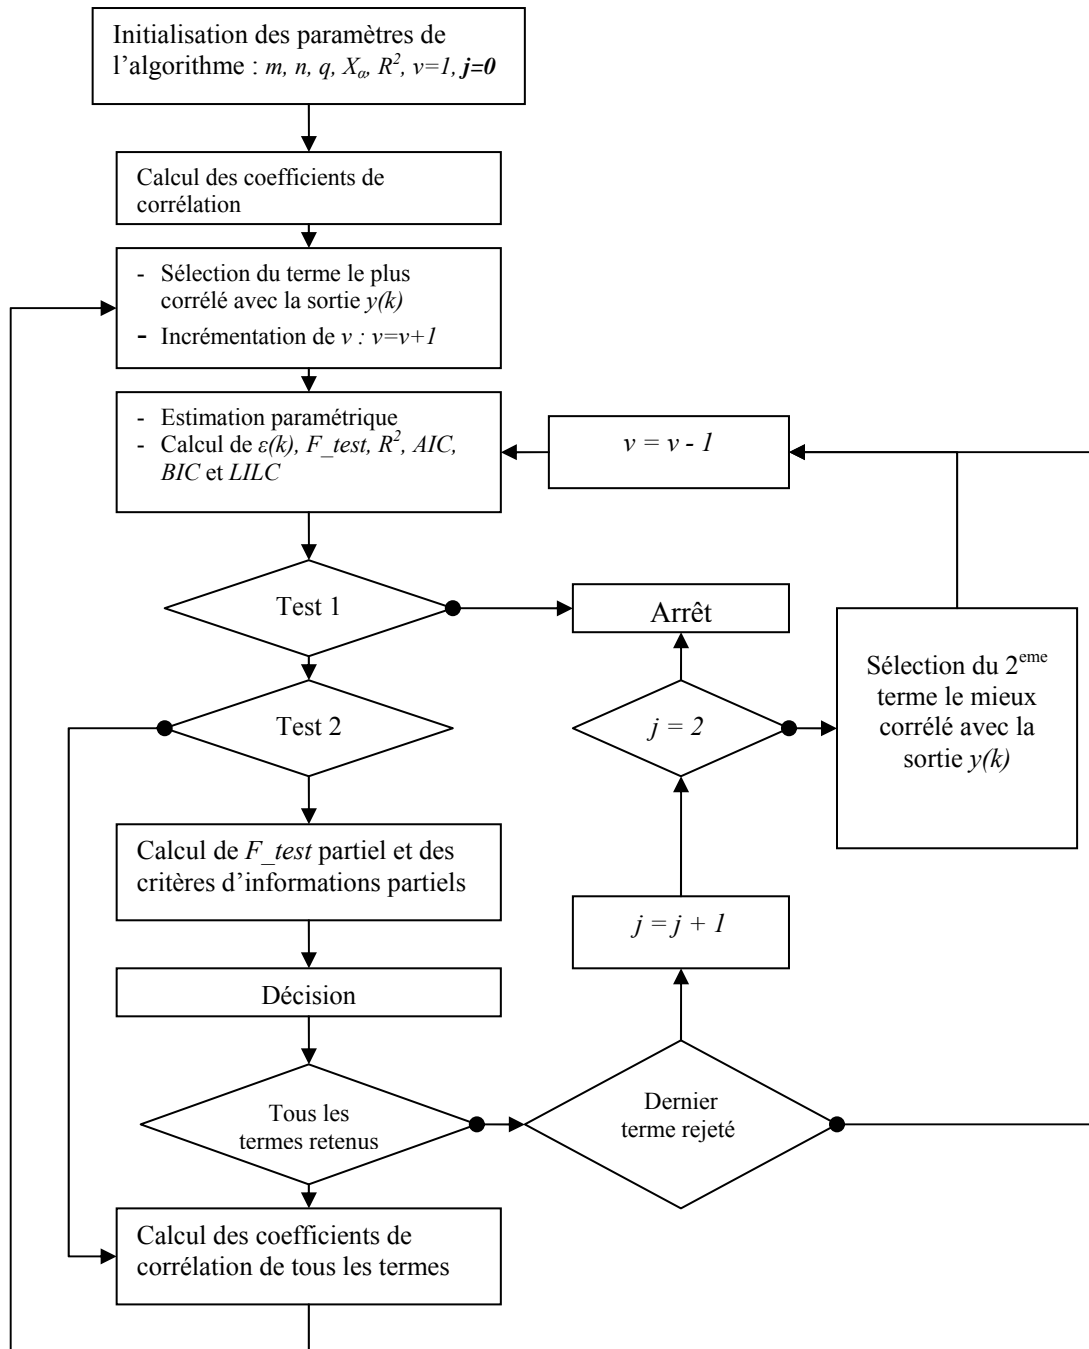 Initialisation des paramètres de
l’algorithme : m, n, q, Xα, R², v=1, j=0
Calcul des coefficients de
corrélation
- Sélection du terme le plus
corrélé avec la sortie y(k)
- Incrémentation de v : v=v+1
- Estimation paramétrique
- Calcul de ε(k), F_test, R², AIC,
BIC et LILC
v = v - 1
Test 1
Arrêt
Test 2
j = 2
Sélection du 2eme
terme le mieux
corrélé avec la
sortie y(k)
Calcul de F_test partiel et des
critères d’informations partiels
j = j + 1
Décision
Tous les
termes retenus
Dernier
terme rejeté
Calcul des coefficients de
corrélation de tous les termes